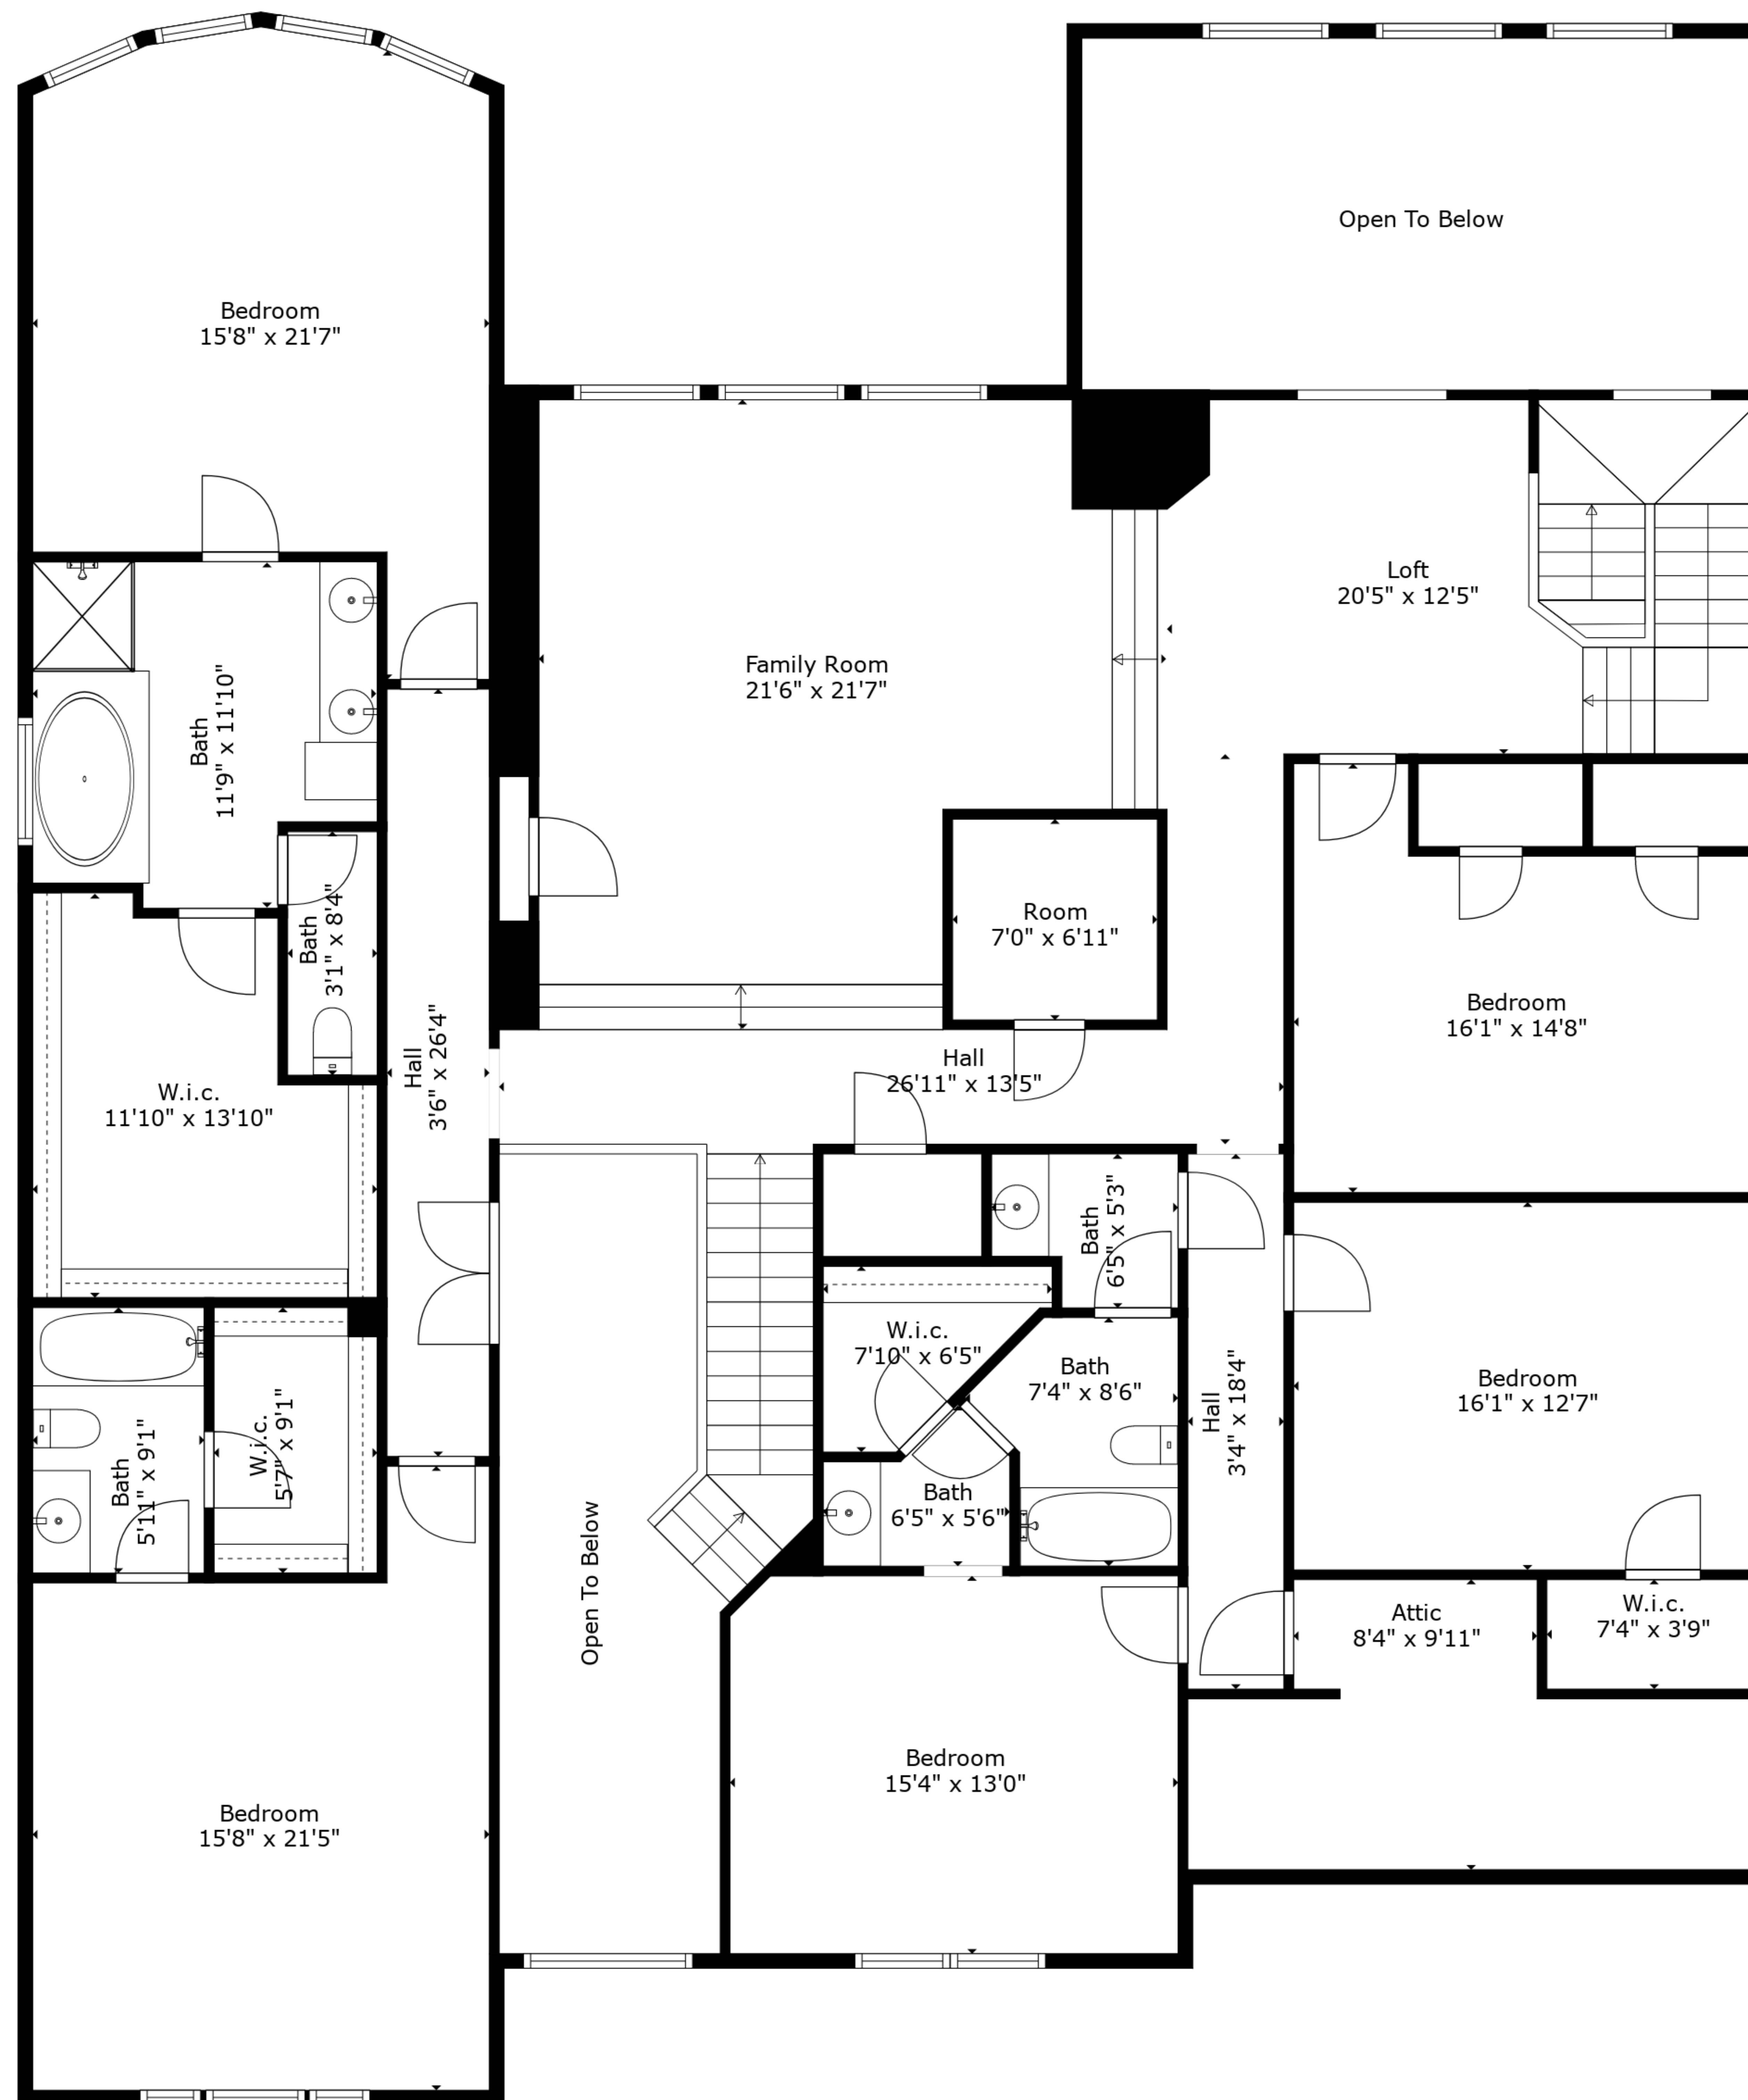 Open To Below
Bedroom
15'8" x 21'7"
Loft
20'5" x 12'5"
Family Room
21'6" x 21'7"
Bath
11'9" x 11'10"
Room
7'0" x 6'11"
Bath
3'1" x 8'4"
Bedroom
16'1" x 14'8"
Hall
3'6" x 26'4"
Hall
26'11" x 13'5"
W.i.c.
11'10" x 13'10"
Bath
6'5" x 5'3"
W.i.c.
7'10" x 6'5"
Bath
7'4" x 8'6"
Hall
3'4" x 18'4"
Bedroom
16'1" x 12'7"
Bath
5'11" x 9'1"
W.i.c.
5'7" x 9'1"
Bath
6'5" x 5'6"
Open To Below
Attic
8'4" x 9'11"
W.i.c.
7'4" x 3'9"
Bedroom
15'4" x 13'0"
Bedroom
15'8" x 21'5"